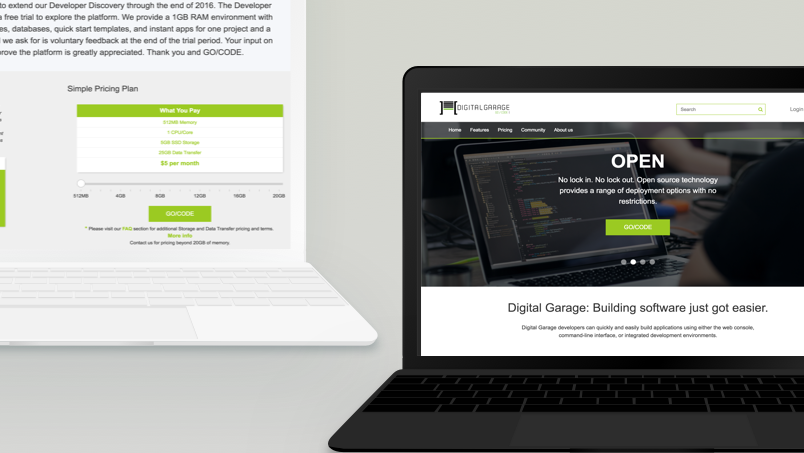 to extend our Developer Discovery through the end of 2016. The Developer
a free trial to explore the platform. We provide a 1GB RAM environment with
es, databases, quick start templates, and instant apps for one project and a
l we ask for is voluntary feedback at the end of the trial period. Your input on
prove the platform is greatly appreciated. Thank you and GO/CODE.
Simple Pricing Plan
What You Pay
512MB Memory
1 CPU/Core
5GB SSD Storage
25GB Data Transfer
$5 per month
512MB 4GB 8GB 12GB 16GB 20GB
GO/CODE
* Please visit our FAQ section for additional Storage and Data Transfer pricing and terms.
More info
Contact us for pricing beyond 20GB of memory.
DIGITALGARAGE
Search
Login
Home Features Pricing Community About us
OPEN
No lock in. No lock out. Open source technology
provides a range of deployment options with no
restrictions.
GO/CODE
Digital Garage: Building software just got easier.
Digital Garage developers can quickly and easily build applications using either the web console,
command-line interface, or integrated development environments.